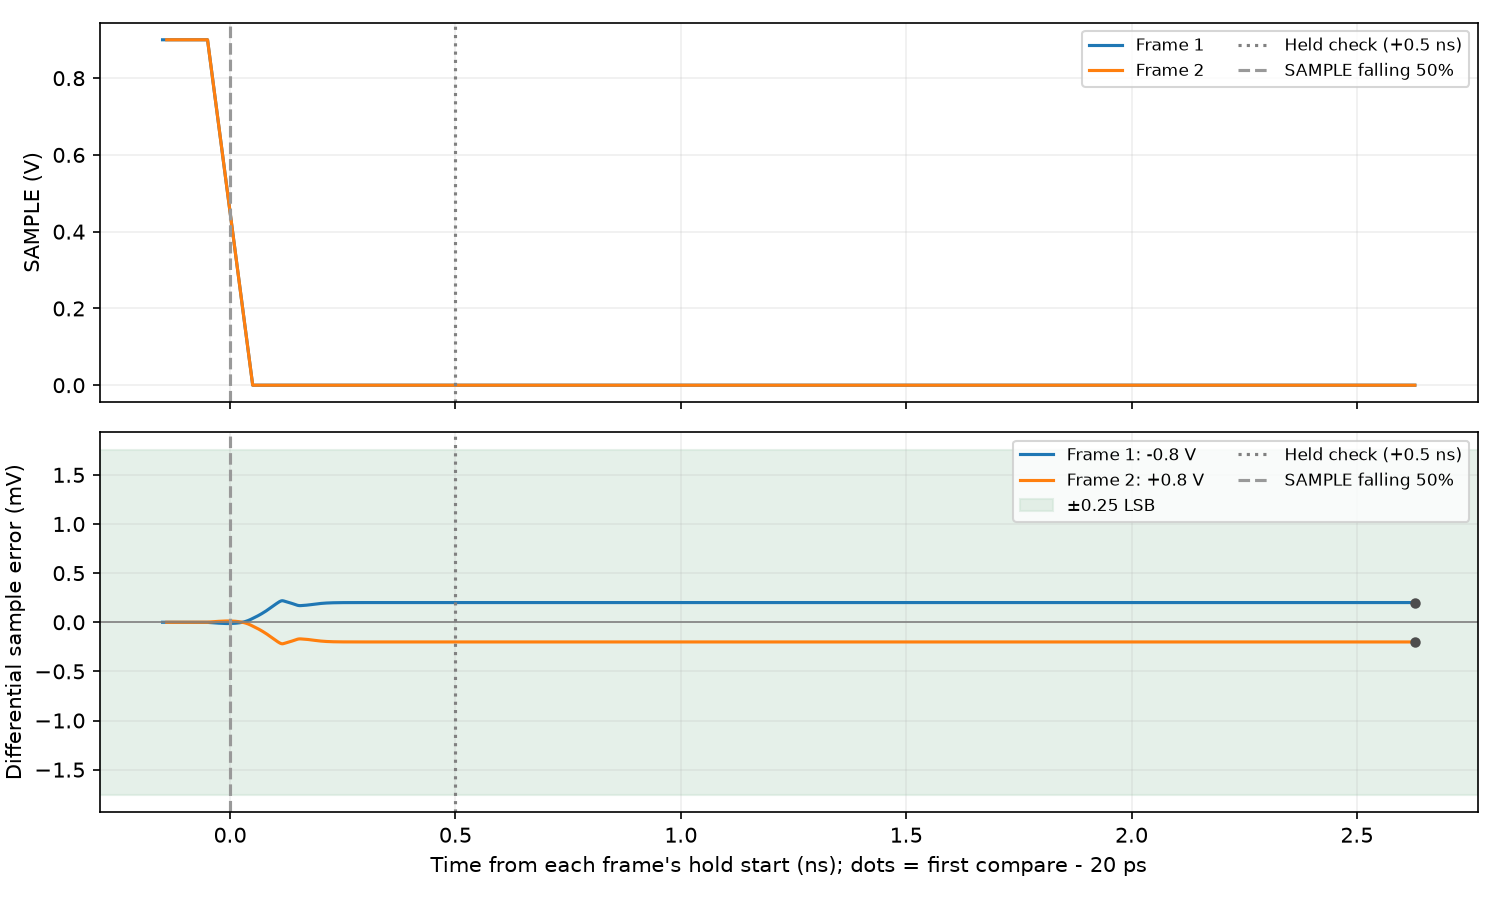 SAMPLE (V)
0.8
0.6
0.4
0.2
0.0
Frame 1
Frame 2
Held check (+0.5 ns)
SAMPLE falling 50%
Differential sample error (mV)
1.5
1.0
0.5
0.0
−0.5
−1.0
−1.5
Frame 1: -0.8 V
Frame 2: +0.8 V
±0.25 LSB
Held check (+0.5 ns)
SAMPLE falling 50%
0.0 0.5 1.0 1.5 2.0 2.5
Time from each frame's hold start (ns); dots = first compare - 20 ps